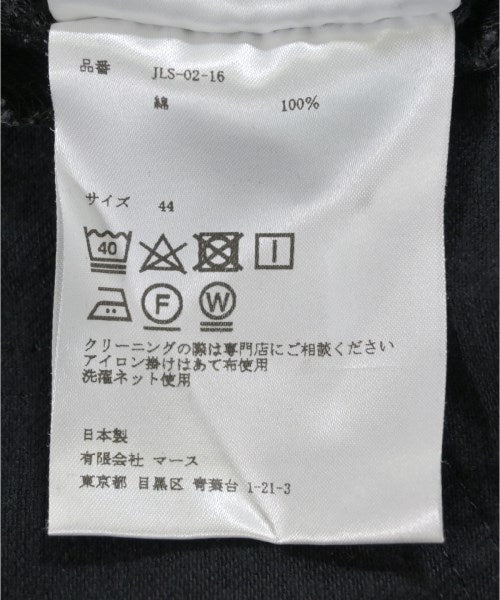 品番 JLS-02-16
綿 100%
サイズ 44
40
F W
クリーニングの際は専門店にご相談ください
アイロン掛けはあて布使用
洗濯ネット使用
日本製
有限会社 マース
東京都 目黒区 青葉台 1-21-3